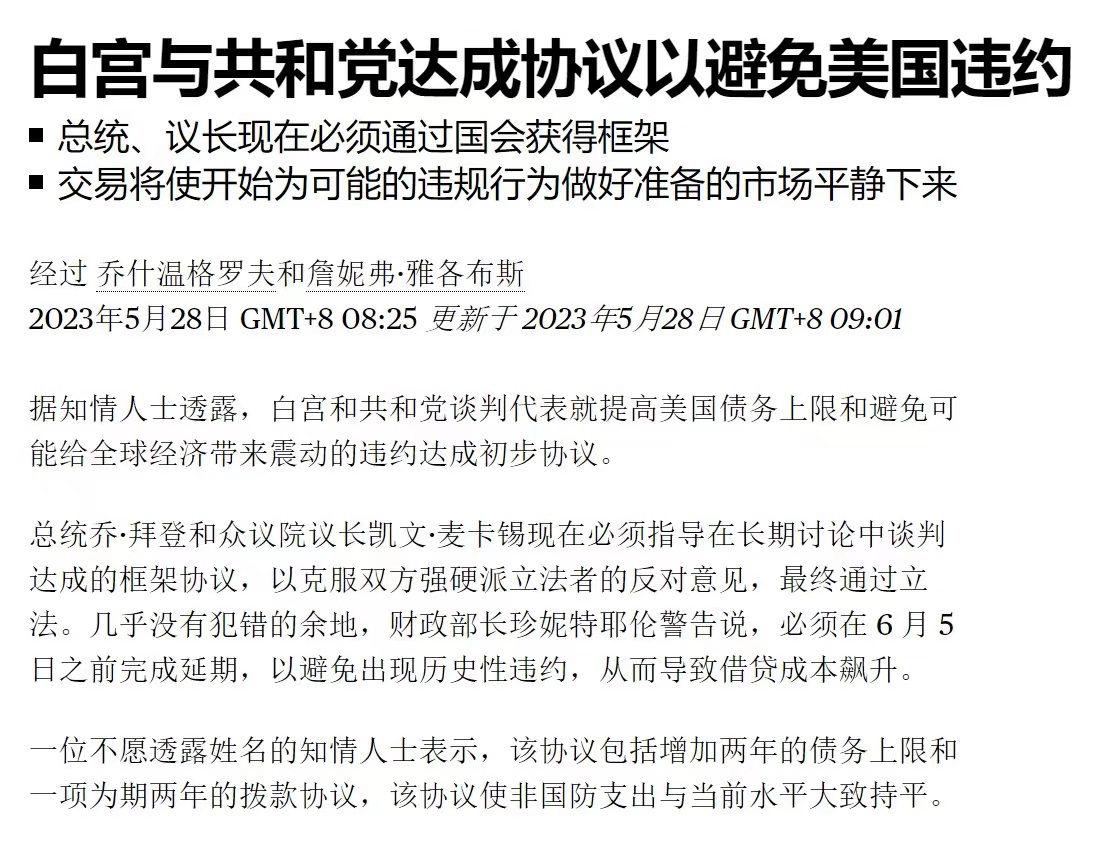 白宫与共和党达成协议以避免美国违约
■ 总统、议长现在必须通过国会获得框架
■ 交易将使开始为可能的违规行为做好准备的市场平静下来
经过 乔什温格罗夫和詹妮弗·雅各布斯
2023年5月28日 GMT+8 08:25 更新于 2023年5月28日 GMT+8 09:01
据知情人士透露，白宫和共和党谈判代表就提高美国债务上限和避免可
能给全球经济带来震动的违约达成初步协议。
总统乔·拜登和众议院议长凯文·麦卡锡现在必须指导在长期讨论中谈判
达成的框架协议，以克服双方强硬派立法者的反对意见，最终通过立
法。几乎没有犯错的余地，财政部长珍妮特耶伦警告说，必须在 6 月 5
日之前完成延期，以避免出现历史性违约，从而导致借贷成本飙升。
一位不愿透露姓名的知情人士表示，该协议包括增加两年的债务上限和
一项为期两年的拨款协议，该协议使非国防支出与当前水平大致持平。